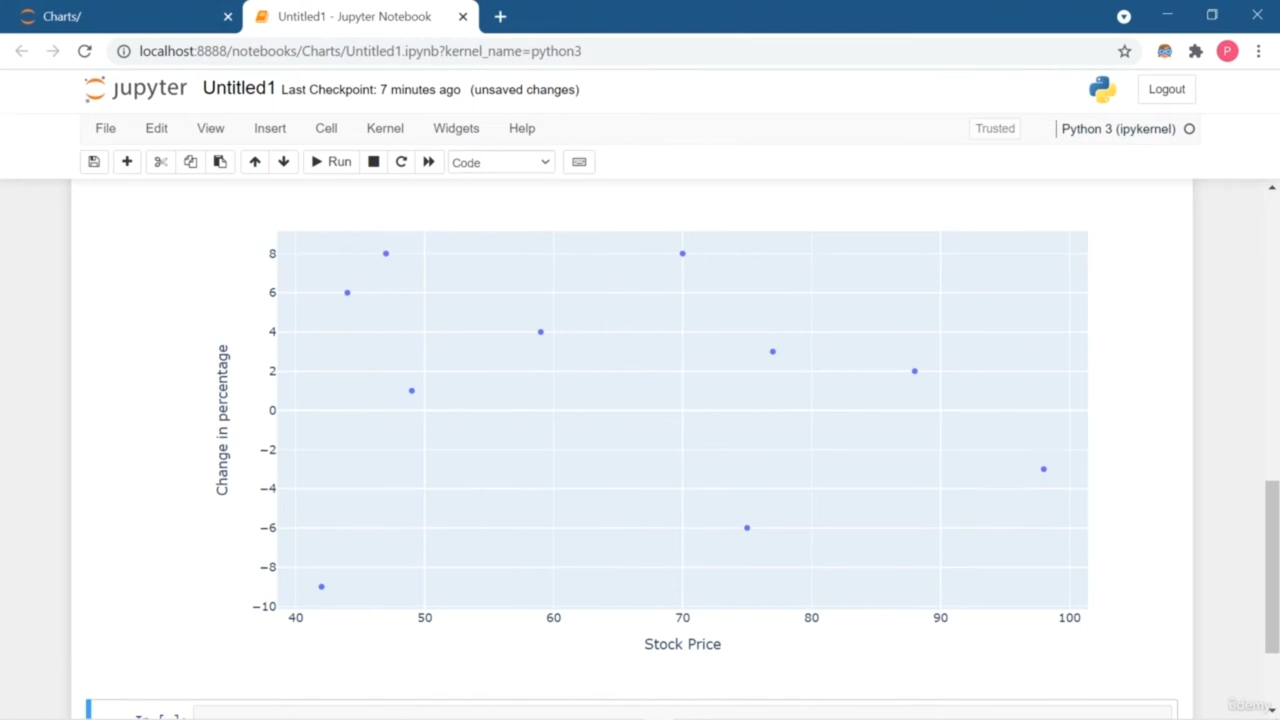 Charts/
Untitled1 - Jupyter Notebook
localhost:8888/notebooks/Charts/Untitled1.ipynb?kernel_name=python3
P
jupyter Untitled1 Last Checkpoint: 7 minutes ago (unsaved changes)
Logout
File Edit View Insert Cell Kernel Widgets Help
Trusted
Python 3 (ipykernel)
Run
Code
8
6
4
2
0
−2
−4
−6
−8
−10
Change in percentage
40 50 60 70 80 90 100
Stock Price
ûdemy